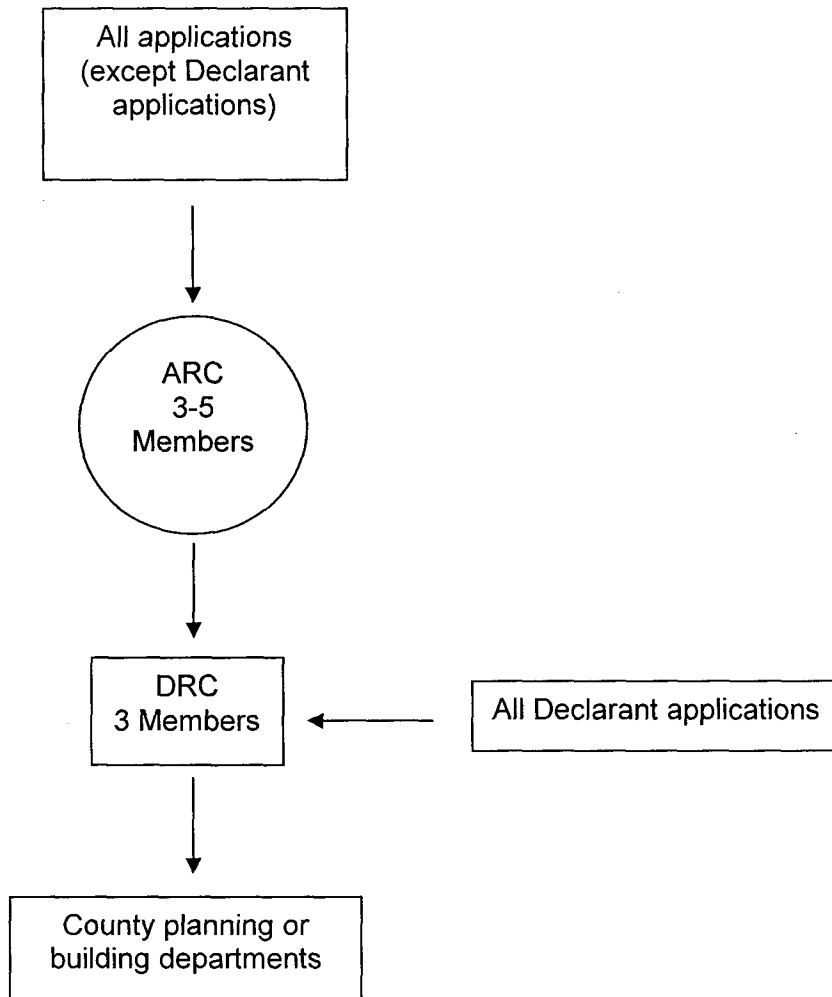 All applications
(except Declarant
applications)
ARC
3-5
Members
DRC
3 Members
All Declarant applications
County planning or
building departments